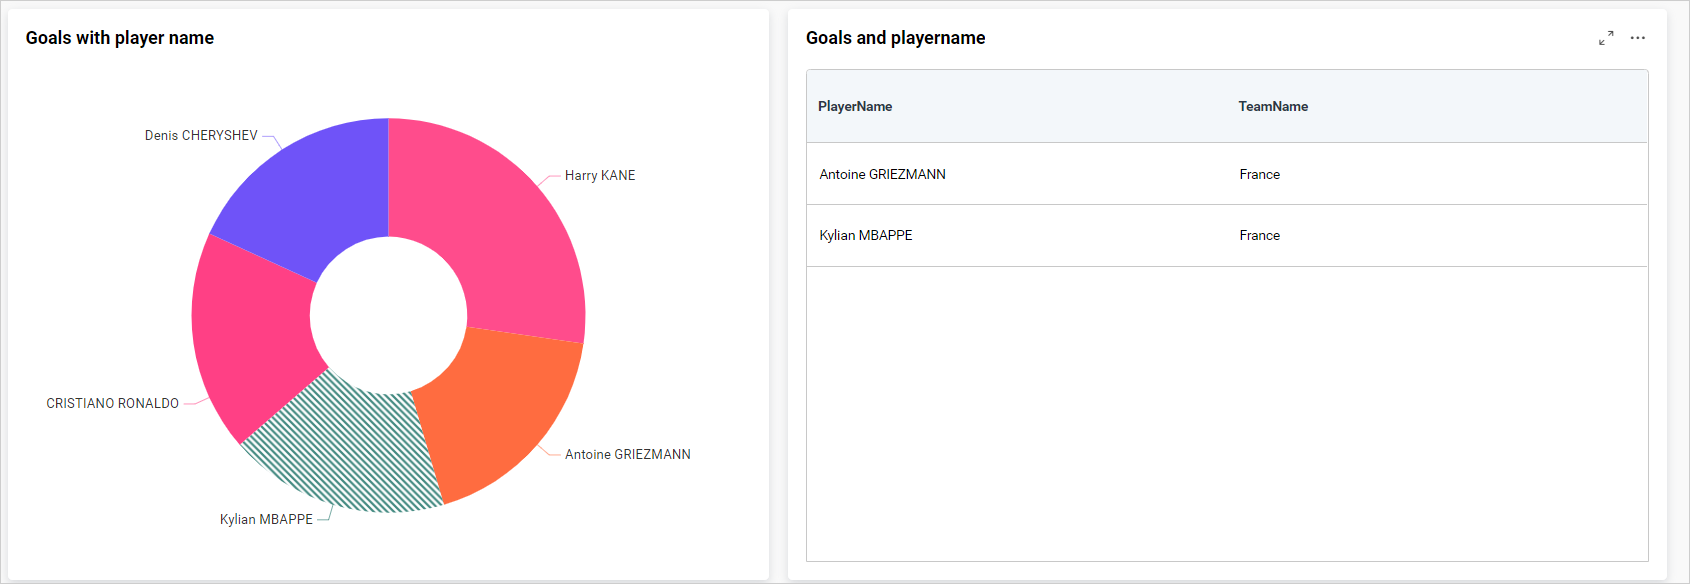 Goals with player name
Denis CHERYSHEV
Harry KANE
CRISTIANO RONALDO
Antoine GRIEZMANN
Kylian MBAPPE
Goals and playername
PlayerName TeamName
Antoine GRIEZMANN France
Kylian MBAPPE France